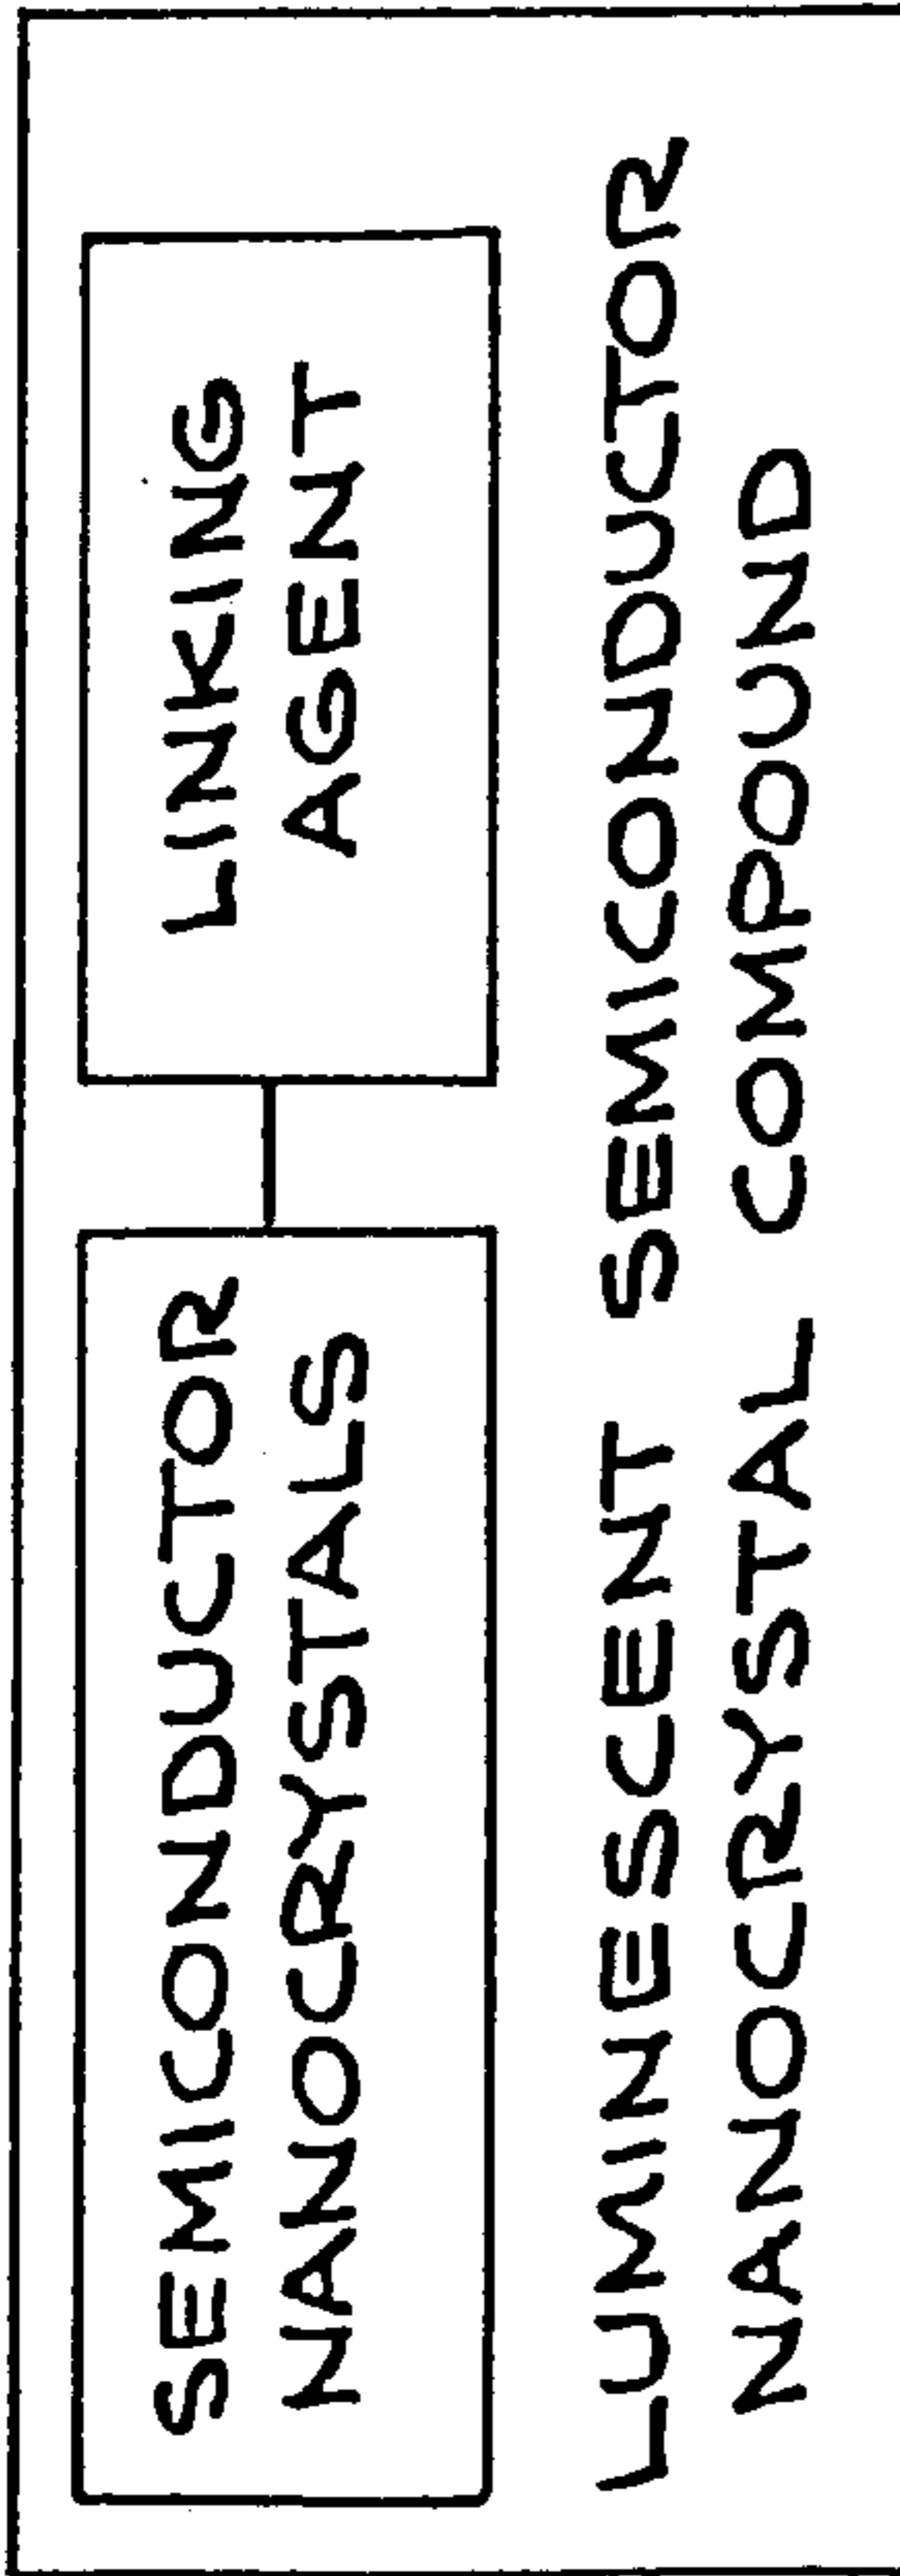 SEMICONDUCTOR
NANOCRYSTALS
LINKING
AGENT
LUMINESCENT SEMICONDUCTOR
NANOCRYSTAL COMPOUND